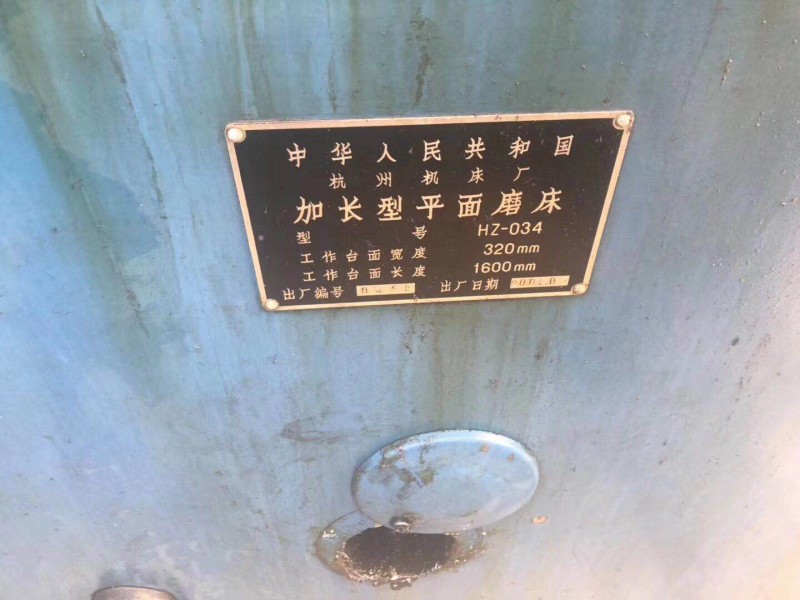 中华人民共和国
杭州机床厂
加长型平面磨床
型号 HZ-034
工作台面宽度 320mm
工作台面长度 1600mm
出厂编号 出厂日期